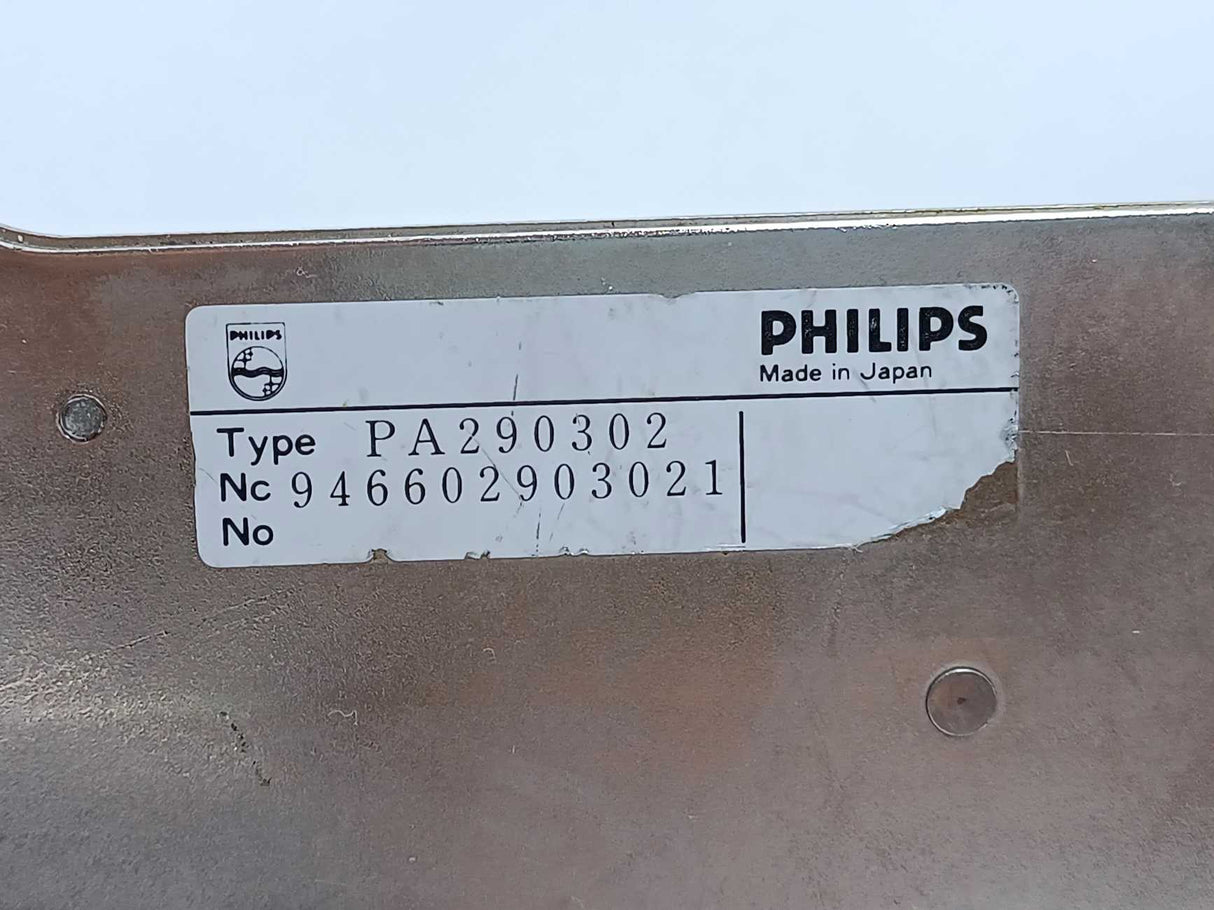 PHILIPS
PHILIPS
Made in Japan
Type PA290302
Nc 946602903021
No